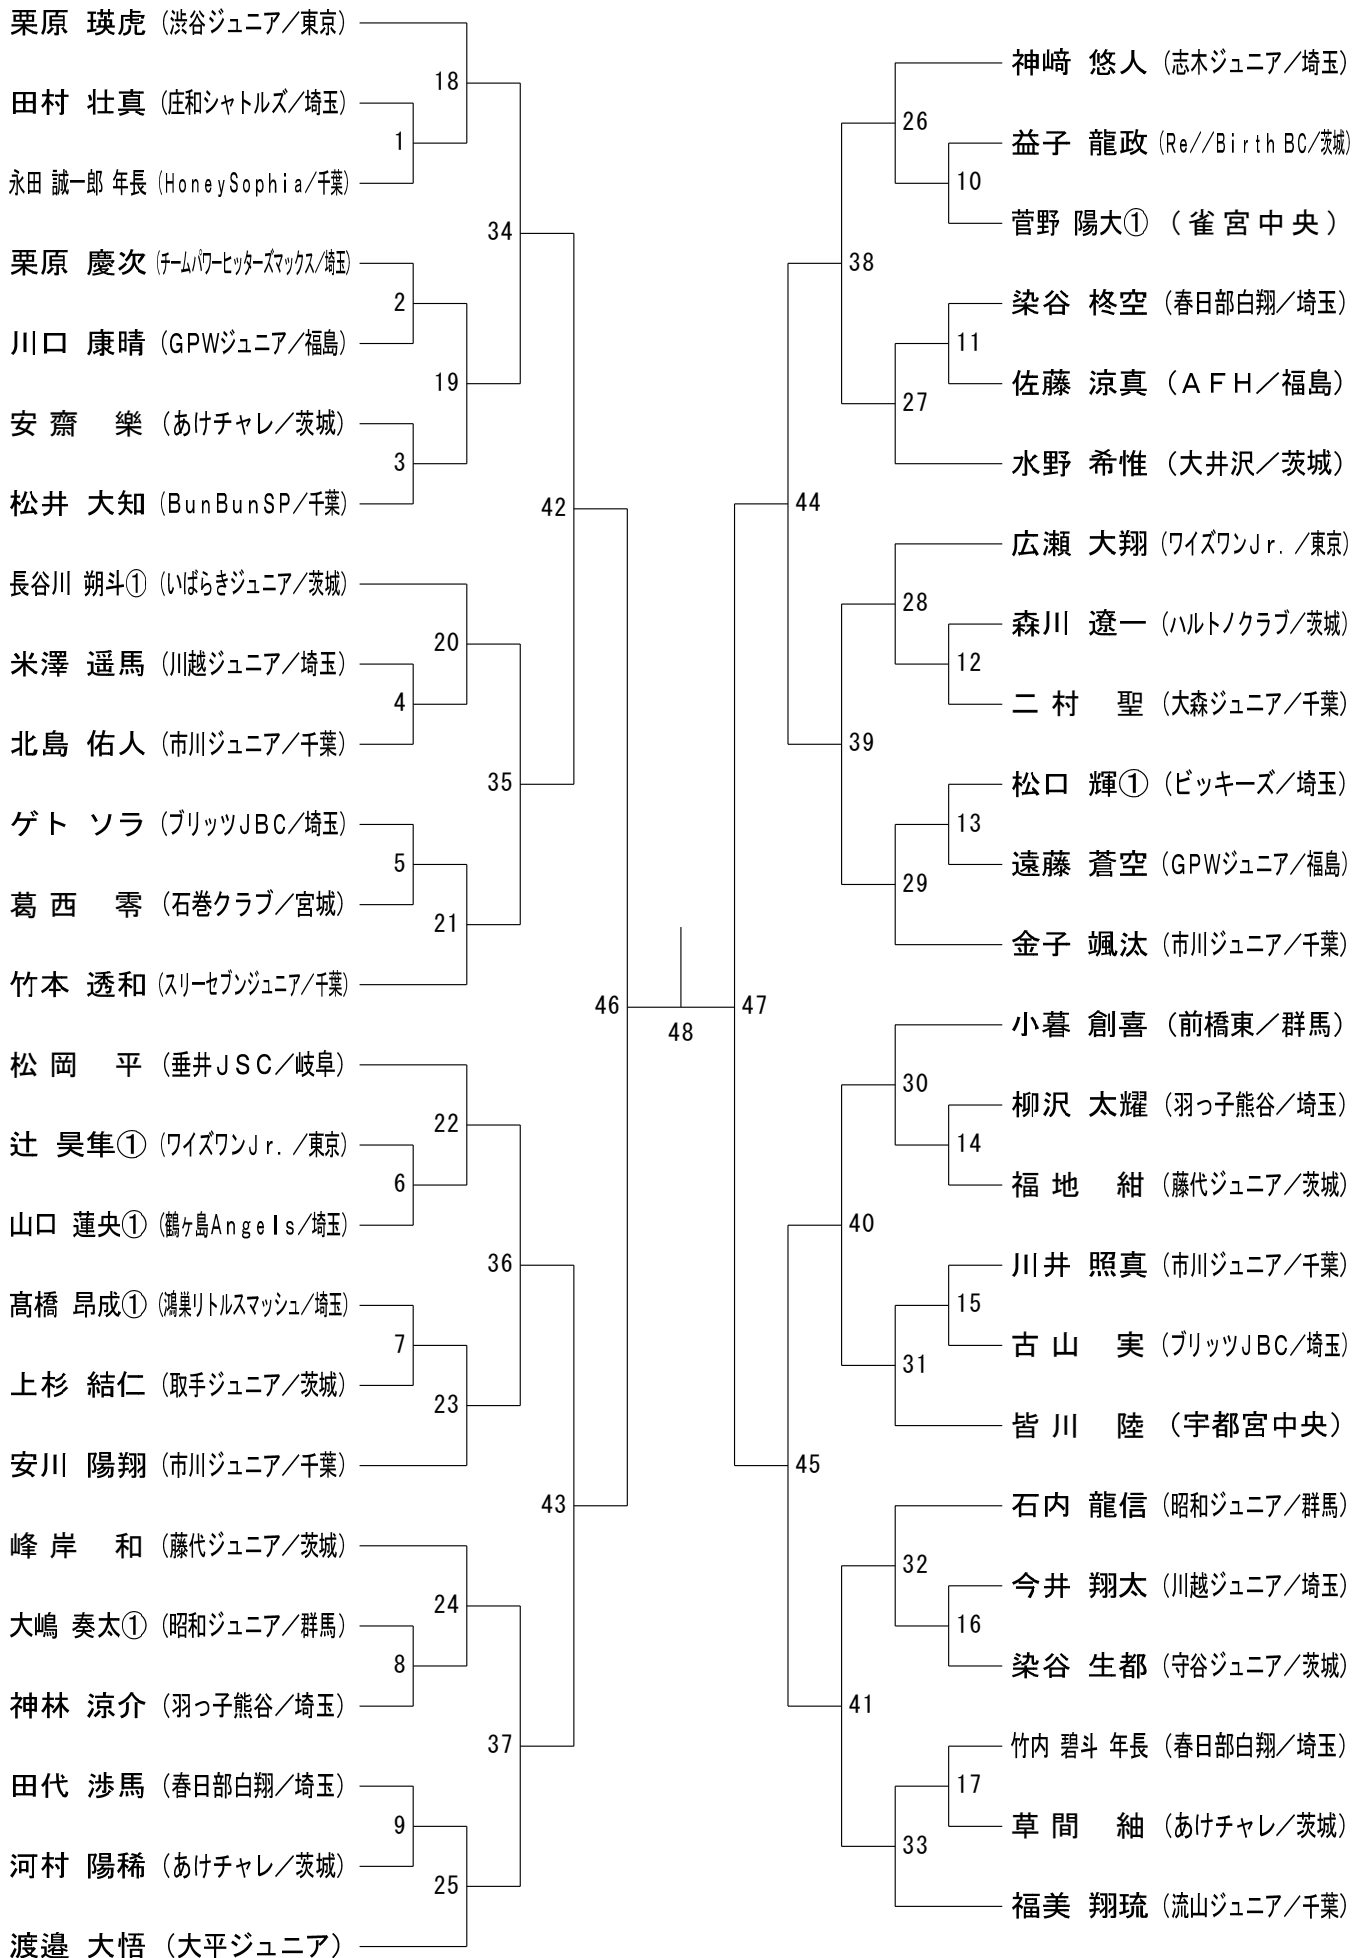 栗原 瑛虎 (渋谷ジュニア／東京)
18
田村 壮真 (庄和シャトルズ／埼玉)
1
永田 誠一郎 年長 (HoneySophia／千葉)
34
栗原 慶次 (チームパワーヒッターズマックス／埼玉)
2
川口 康晴 (GPWジュニア／福島)
19
安齋 樂 (あけチャレ／茨城)
3
松井 大知 (BunBunSP／千葉)
42
長谷川 朔斗① (いばらきジュニア／茨城)
20
米澤 遥馬 (川越ジュニア／埼玉)
4
北島 佑人 (市川ジュニア／千葉)
35
ゲト ソラ (ブリッツJBC／埼玉)
5
葛西 零 (石巻クラブ／宮城)
21
竹本 透和 (スリーセブンジュニア／千葉)
46
松岡 平 (垂井JSC／岐阜)
22
辻 昊隼① (ワイズワンJr.／東京)
6
山口 蓮央① (鶴ヶ島Angels／埼玉)
36
髙橋 昂成① (鴻巣リトルスマッシュ／埼玉)
7
上杉 結仁 (取手ジュニア／茨城)
23
安川 陽翔 (市川ジュニア／千葉)
43
峰岸 和 (藤代ジュニア／茨城)
24
大嶋 奏太① (昭和ジュニア／群馬)
8
神林 涼介 (羽っ子熊谷／埼玉)
37
田代 渉馬 (春日部白翔／埼玉)
9
河村 陽稀 (あけチャレ／茨城)
25
渡邉 大悟 (大平ジュニア)
48
神﨑 悠人 (志木ジュニア／埼玉)
26
益子 龍政 (Re//Birth BC／茨城)
10
菅野 陽大① (雀宮中央)
38
染谷 柊空 (春日部白翔／埼玉)
11
佐藤 涼真 (AFH／福島)
27
水野 希惟 (大井沢／茨城)
44
広瀬 大翔 (ワイズワンJr.／東京)
28
森川 遼一 (ハルトノクラブ／茨城)
12
二村 聖 (大森ジュニア／千葉)
39
松口 輝① (ビッキーズ／埼玉)
13
遠藤 蒼空 (GPWジュニア／福島)
29
金子 颯汰 (市川ジュニア／千葉)
47
小暮 創喜 (前橋東／群馬)
30
柳沢 太耀 (羽っ子熊谷／埼玉)
14
福地 紺 (藤代ジュニア／茨城)
40
川井 照真 (市川ジュニア／千葉)
15
古山 実 (ブリッツJBC／埼玉)
31
皆川 陸 (宇都宮中央)
45
石内 龍信 (昭和ジュニア／群馬)
32
今井 翔太 (川越ジュニア／埼玉)
16
染谷 生都 (守谷ジュニア／茨城)
41
竹内 碧斗 年長 (春日部白翔／埼玉)
17
草間 紬 (あけチャレ／茨城)
33
福美 翔琉 (流山ジュニア／千葉)